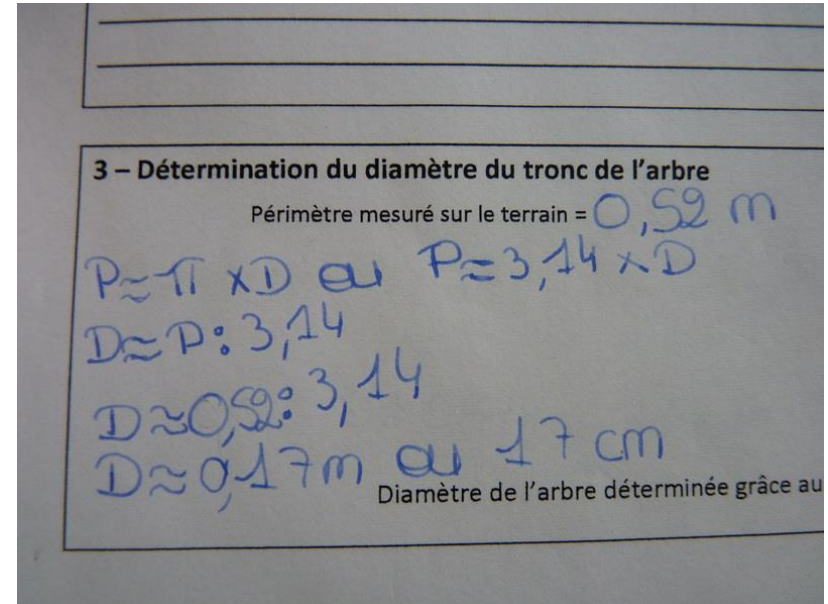 3 – Détermination du diamètre du tronc de l'arbre
Périmètre mesuré sur le terrain = 0,52 m
P≈π×D ou P≈3,14×D
D≈P:3,14
D≈0,52:3,14
D≈0,17m ou 17 cm
Diamètre de l'arbre déterminée grâce au